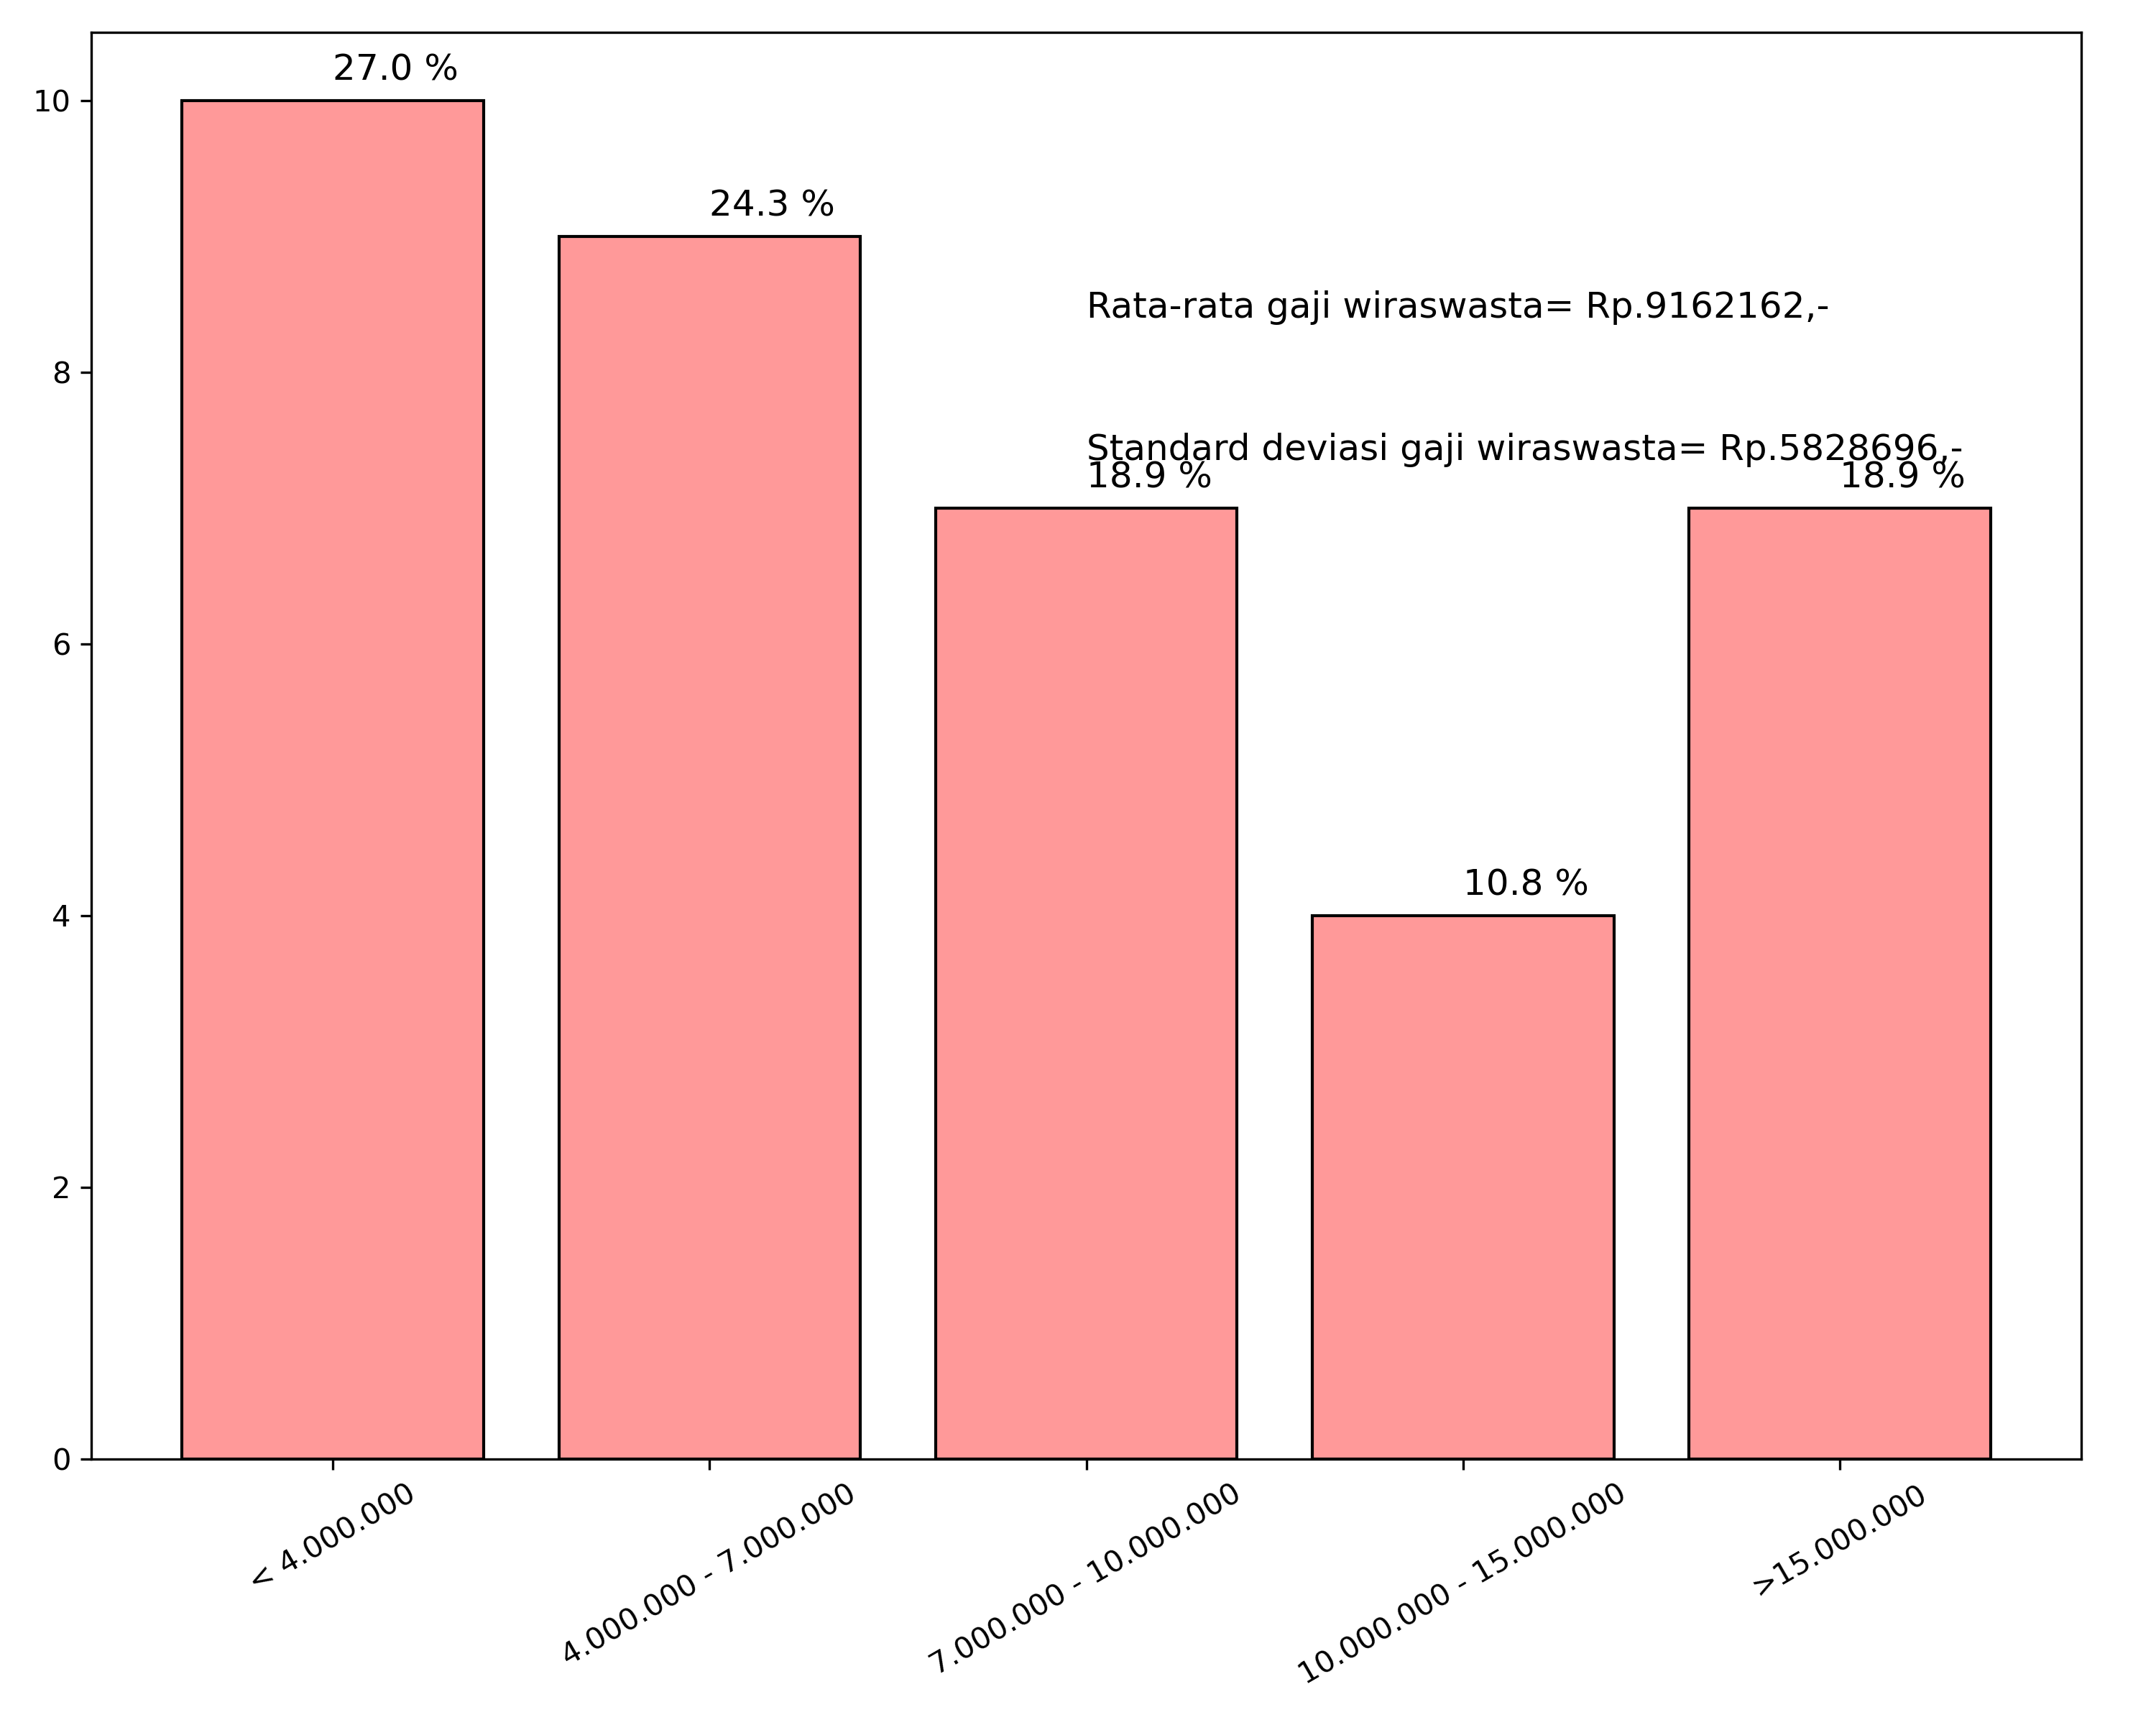 27.0 %
10
24.3 %
Rata-rata gaji wiraswasta= Rp.9162162,-
8
Standard deviasi gaji wiraswasta= Rp.5828696,-
18.9 %
18.9 %
6
10.8 %
4
2
0
< 4.000.000
4.000.000 - 7.000.000
7.000.000 - 10.000.000
10.000.000 - 15.000.000
>15.000.000